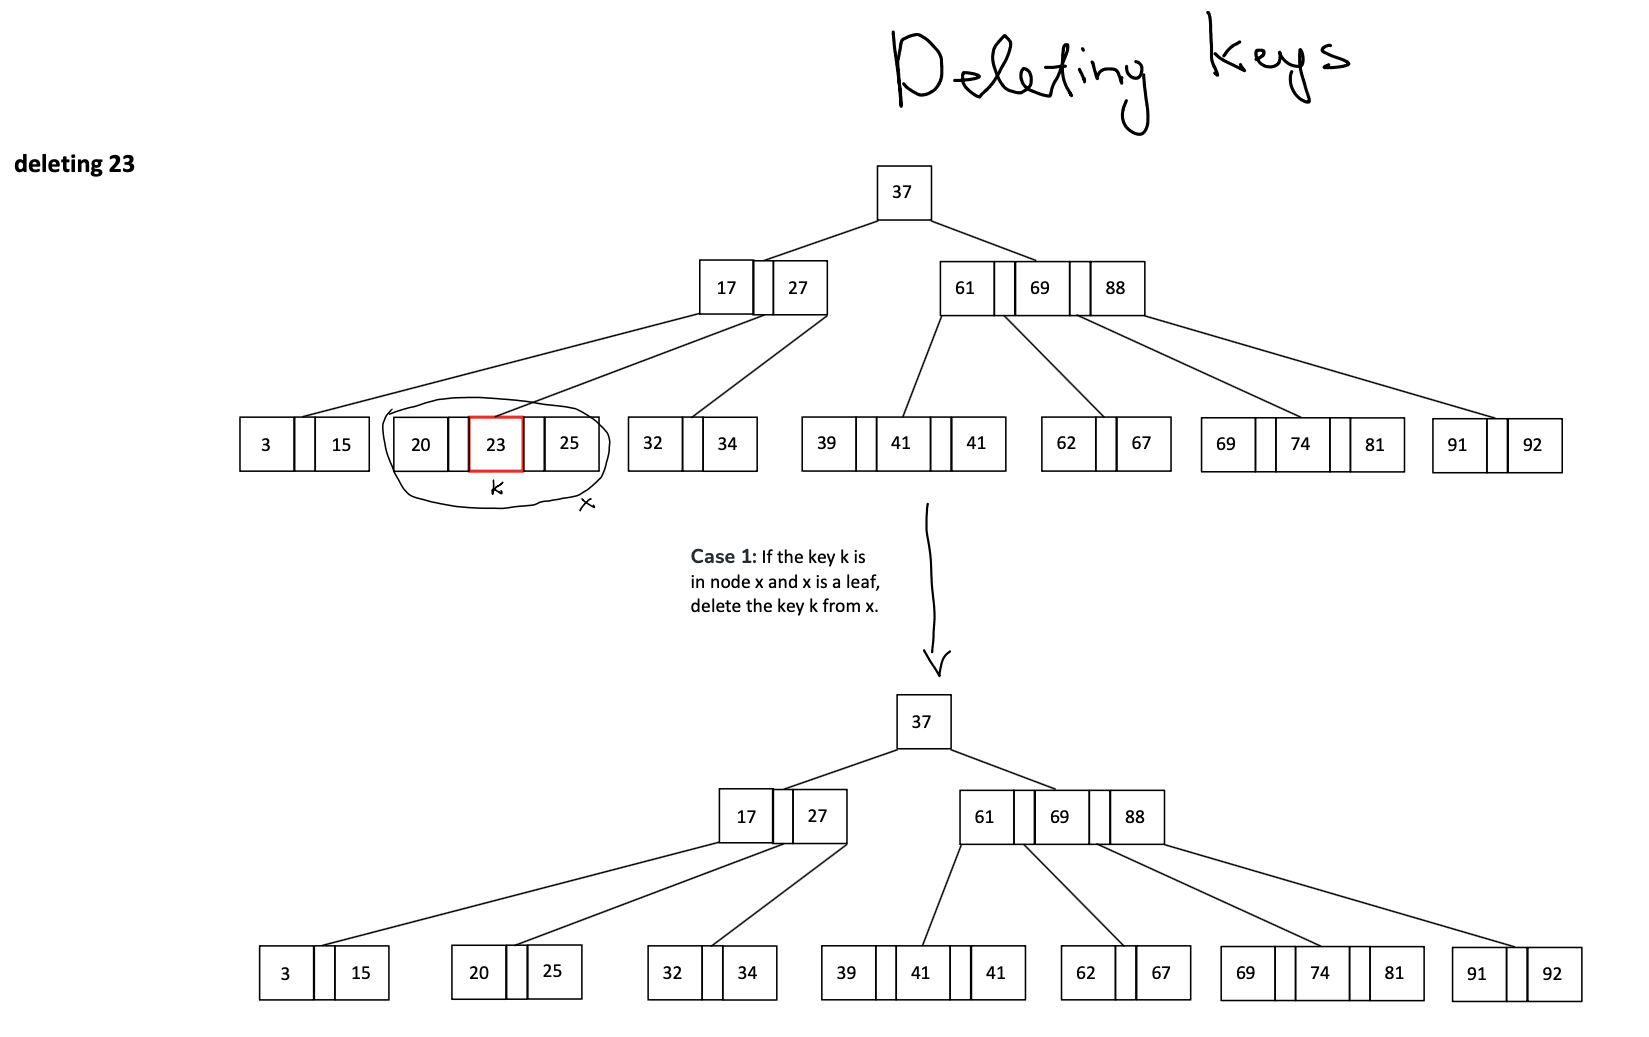 Deleting keys
deleting 23
37
17 27 61 69 88
3 15 20 23 25 32 34 39 41 41 62 67 69 74 81 91 92
k
x
Case 1: If the key k is
in node x and x is a leaf,
delete the key k from x.
37
17 27 61 69 88
3 15 20 25 32 34 39 41 41 62 67 69 74 81 91 92